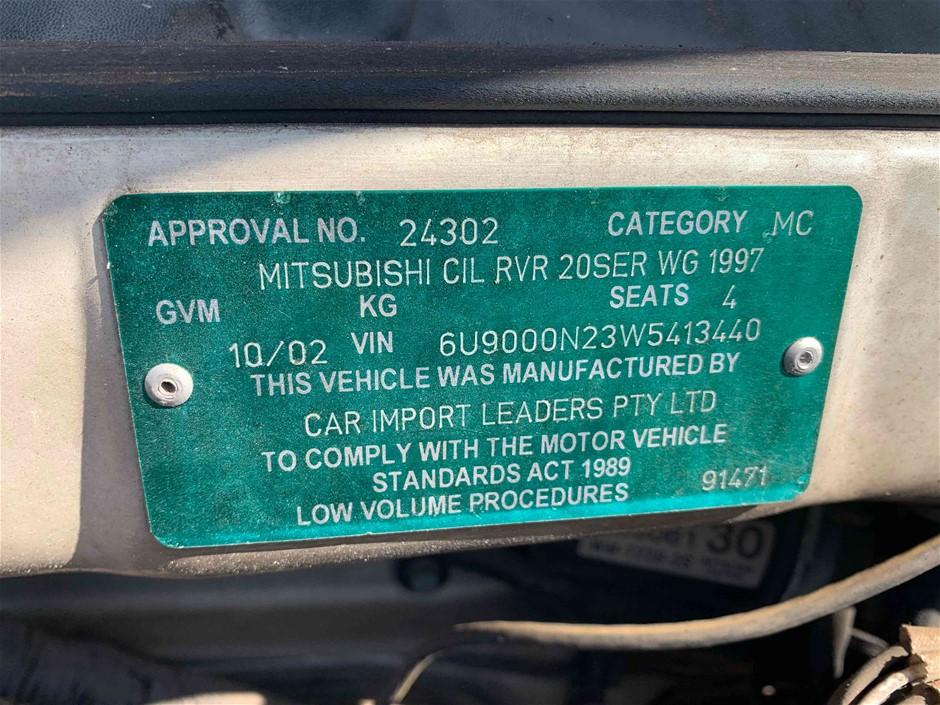 APPROVAL NO. 24302 CATEGORY MC
MITSUBISHI CIL RVR 20SER WG 1997
GVM KG SEATS 4
10/02 VIN 6U9000N23W5413440
THIS VEHICLE WAS MANUFACTURED BY
CAR IMPORT LEADERS PTY LTD
TO COMPLY WITH THE MOTOR VEHICLE
STANDARDS ACT 1989
LOW VOLUME PROCEDURES 91471
30